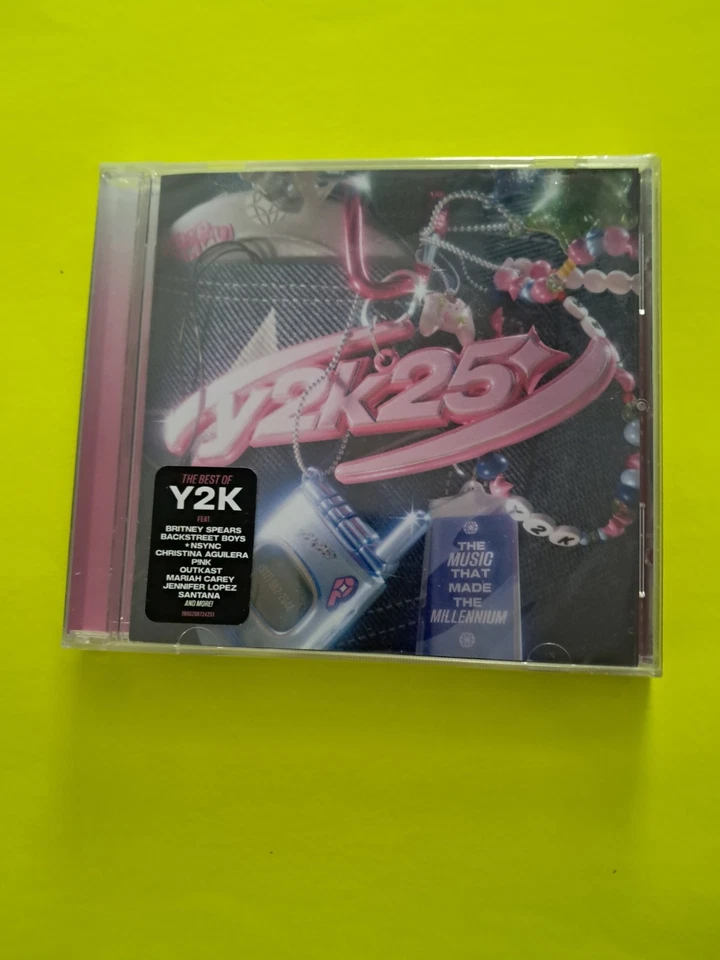 Y2K25
THE BEST OF
Y2K
FEAT.
BRITNEY SPEARS
BACKSTREET BOYS
*NSYNC
CHRISTINA AGUILERA
P!NK
OUTKAST
MARIAH CAREY
JENNIFER LOPEZ
SANTANA
AND MORE!
THE
MUSIC
THAT
MADE
THE
MILLENNIUM
Y2K